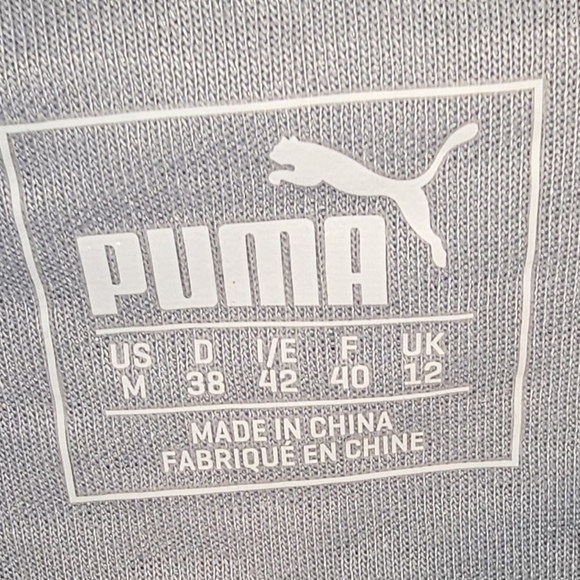 PUMA
US D I/E F UK
M 38 42 40 12
MADE IN CHINA
FABRIQUÉ EN CHINE